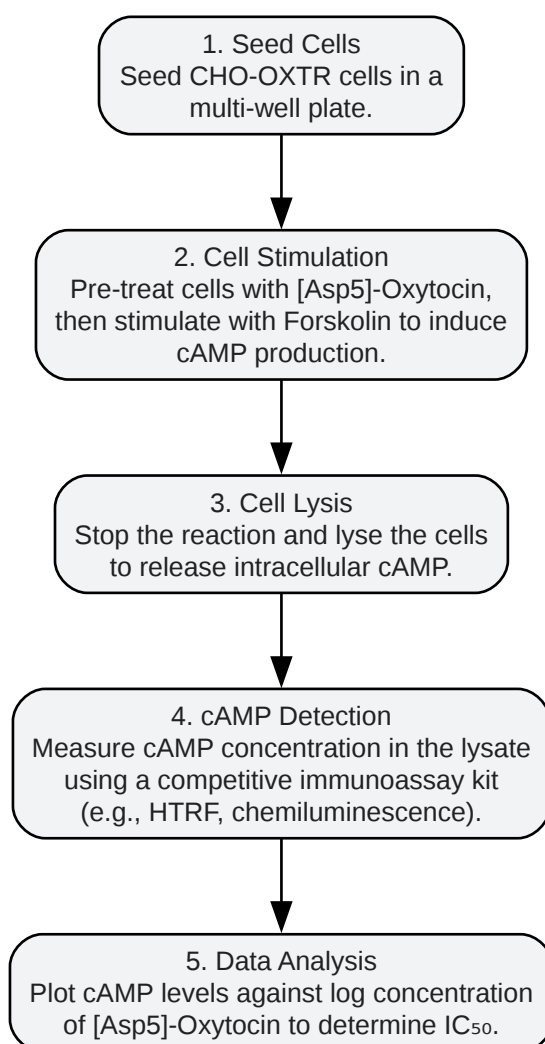 1. Seed Cells
Seed CHO-OXTR cells in a
multi-well plate.
2. Cell Stimulation
Pre-treat cells with [Asp5]-Oxytocin,
then stimulate with Forskolin to induce
cAMP production.
3. Cell Lysis
Stop the reaction and lyse the cells
to release intracellular cAMP.
4. cAMP Detection
Measure cAMP concentration in the lysate
using a competitive immunoassay kit
(e.g., HTRF, chemiluminescence).
5. Data Analysis
Plot cAMP levels against log concentration
of [Asp5]-Oxytocin to determine IC₅₀.